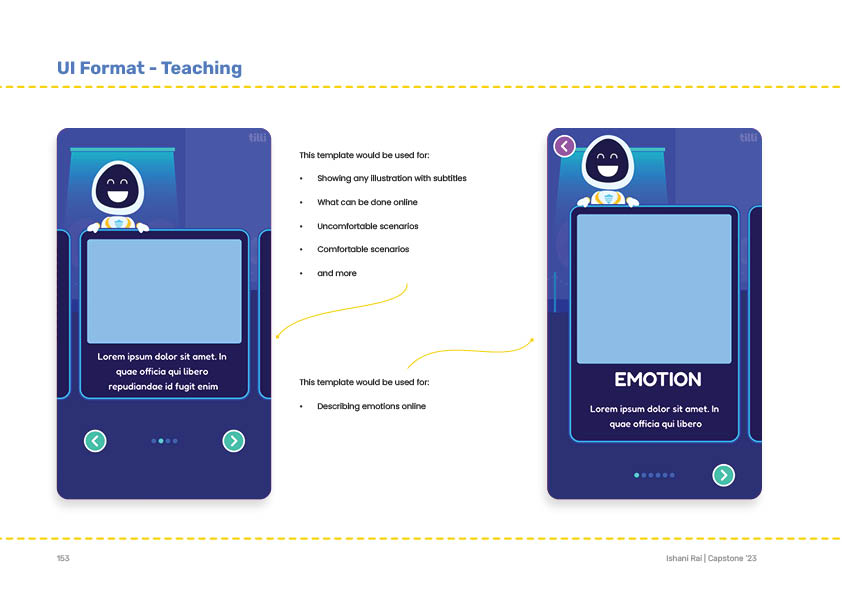 UI Format - Teaching
tilli
Lorem ipsum dolor sit amet. In
quae officia qui libero
repudiandae id fugit enim
This template would be used for:
• Showing any illustration with subtitles
• What can be done online
• Uncomfortable scenarios
• Comfortable scenarios
• and more
This template would be used for:
• Describing emotions online
tilli
EMOTION
Lorem ipsum dolor sit amet. In
quae officia qui libero
153
Ishani Rai | Capstone '23